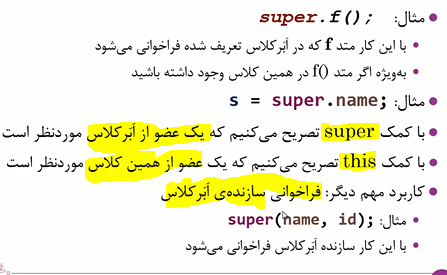 مثال: super.f();
با این کار متد f که در اَبَرکلاس تعریف شده فراخوانی می‌شود
به‌ویژه اگر متد f() در همین کلاس وجود داشته باشید
مثال: s = super.name;
با کمک super تصریح می‌کنیم که یک عضو از اَبَرکلاس موردنظر است
با کمک this تصریح می‌کنیم که یک عضو از همین کلاس موردنظر است
کاربرد مهم دیگر: فراخوانی سازنده‌ی اَبَرکلاس
مثال: super(name, id);
با این کار سازنده اَبَرکلاس فراخوانی می‌شود